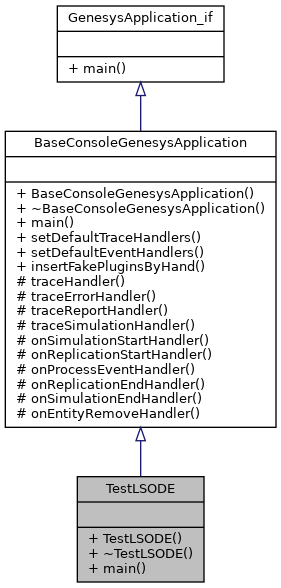 GenesysApplication_if
+ main()
BaseConsoleGenesysApplication
+ BaseConsoleGenesysApplication()
+ ~BaseConsoleGenesysApplication()
+ main()
+ setDefaultTraceHandlers()
+ setDefaultEventHandlers()
+ insertFakePluginsByHand()
# traceHandler()
# traceErrorHandler()
# traceReportHandler()
# traceSimulationHandler()
# onSimulationStartHandler()
# onReplicationStartHandler()
# onProcessEventHandler()
# onReplicationEndHandler()
# onSimulationEndHandler()
# onEntityRemoveHandler()
TestLSODE
+ TestLSODE()
+ ~TestLSODE()
+ main()